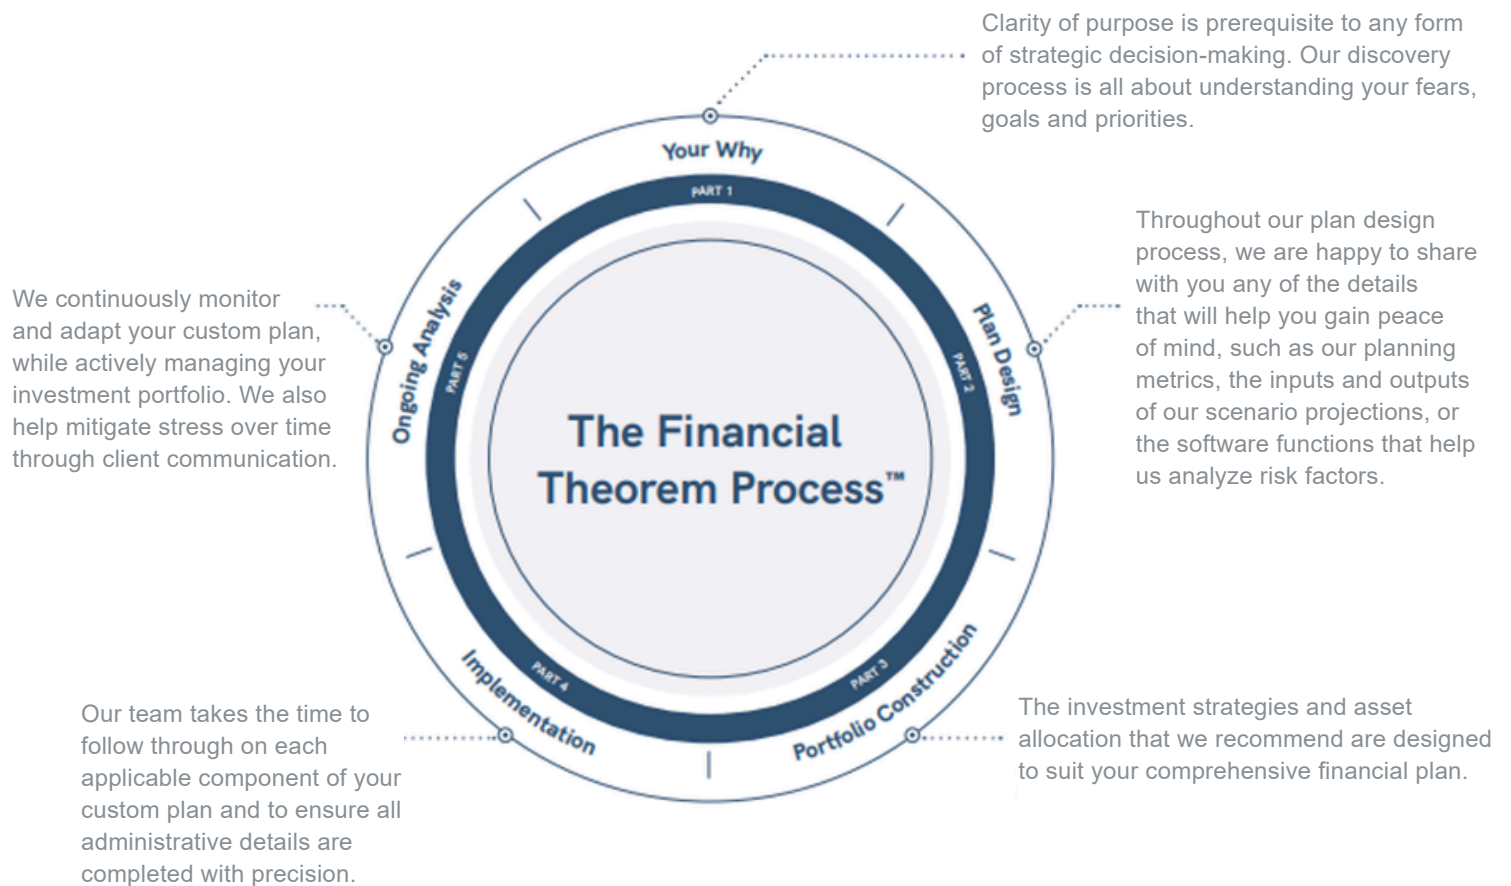 Clarity of purpose is prerequisite to any form
of strategic decision-making. Our discovery
process is all about understanding your fears,
goals and priorities.
Your Why
PART 1
Throughout our plan design
process, we are happy to share
with you any of the details
that will help you gain peace
of mind, such as our planning
metrics, the inputs and outputs
of our scenario projections, or
the software functions that help
us analyze risk factors.
Plan Design
PART 2
We continuously monitor
and adapt your custom plan,
while actively managing your
investment portfolio. We also
help mitigate stress over time
through client communication.
Ongoing Analysis
PART 5
The Financial
Theorem Process™
Implementation
PART 4
Portfolio Construction
PART 3
Our team takes the time to
follow through on each
applicable component of your
custom plan and to ensure all
administrative details are
completed with precision.
The investment strategies and asset
allocation that we recommend are designed
to suit your comprehensive financial plan.